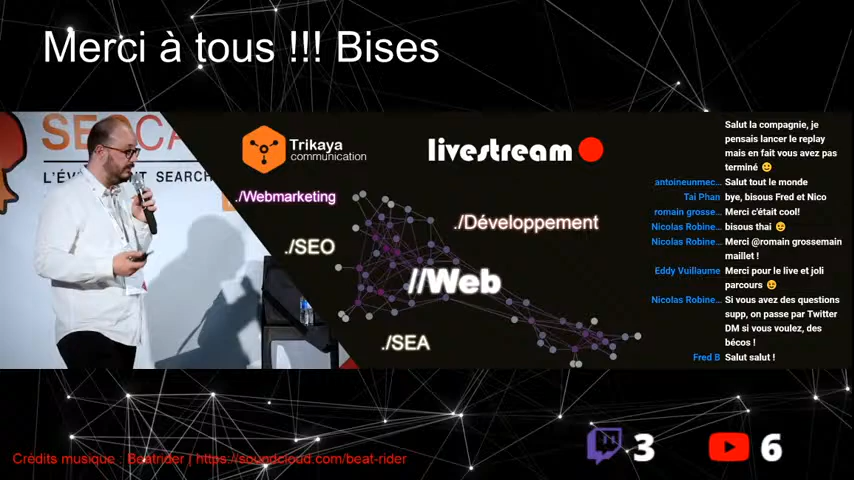 Merci à tous !!! Bises
SEOCA
L'ÉV
NT SEARCH
Trikaya
communication
livestream
./Webmarketing
./Développement
./SEO
//Web
./SEA
Salut la compagnie, je
pensais lancer le replay
mais en fait vous avez pas
terminé 😉
antoineunmec... Salut tout le monde
Tai Phan bye, bisous Fred et Nico
romain grosse... Merci c'était cool!
Nicolas Robine... bisous thai 😉
Nicolas Robine... Merci @romain grossemain
maillet !
Eddy Vuillaume Merci pour le live et joli
parcours 😉
Nicolas Robine... Si vous avez des questions
supp, on passe par Twitter
DM si vous voulez, des
bécos !
Fred B Salut salut !
Crédits musique : Beatrider | https://soundcloud.com/beat-rider
3
6